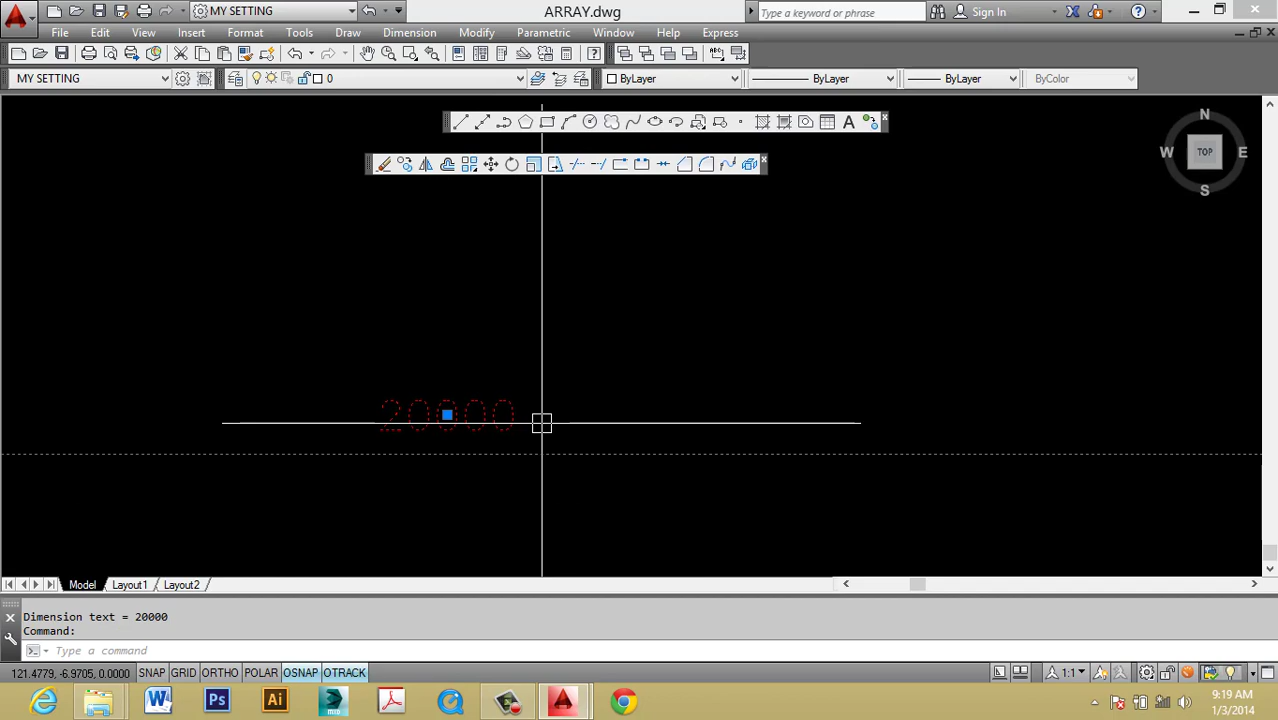 MY SETTING
ARRAY.dwg
Type a keyword or phrase
Sign In
File Edit View Insert Format Tools Draw Dimension Modify Parametric Window Help Express
MY SETTING
0
ByLayer
ByLayer
ByLayer
ByColor
N
W TOP E
S
20000
Model Layout1 Layout2
Dimension text = 20000
Command:
Type a command
121.4779, -6.9705, 0.0000 SNAP GRID ORTHO POLAR OSNAP OTRACK
1:1
9:19 AM
1/3/2014